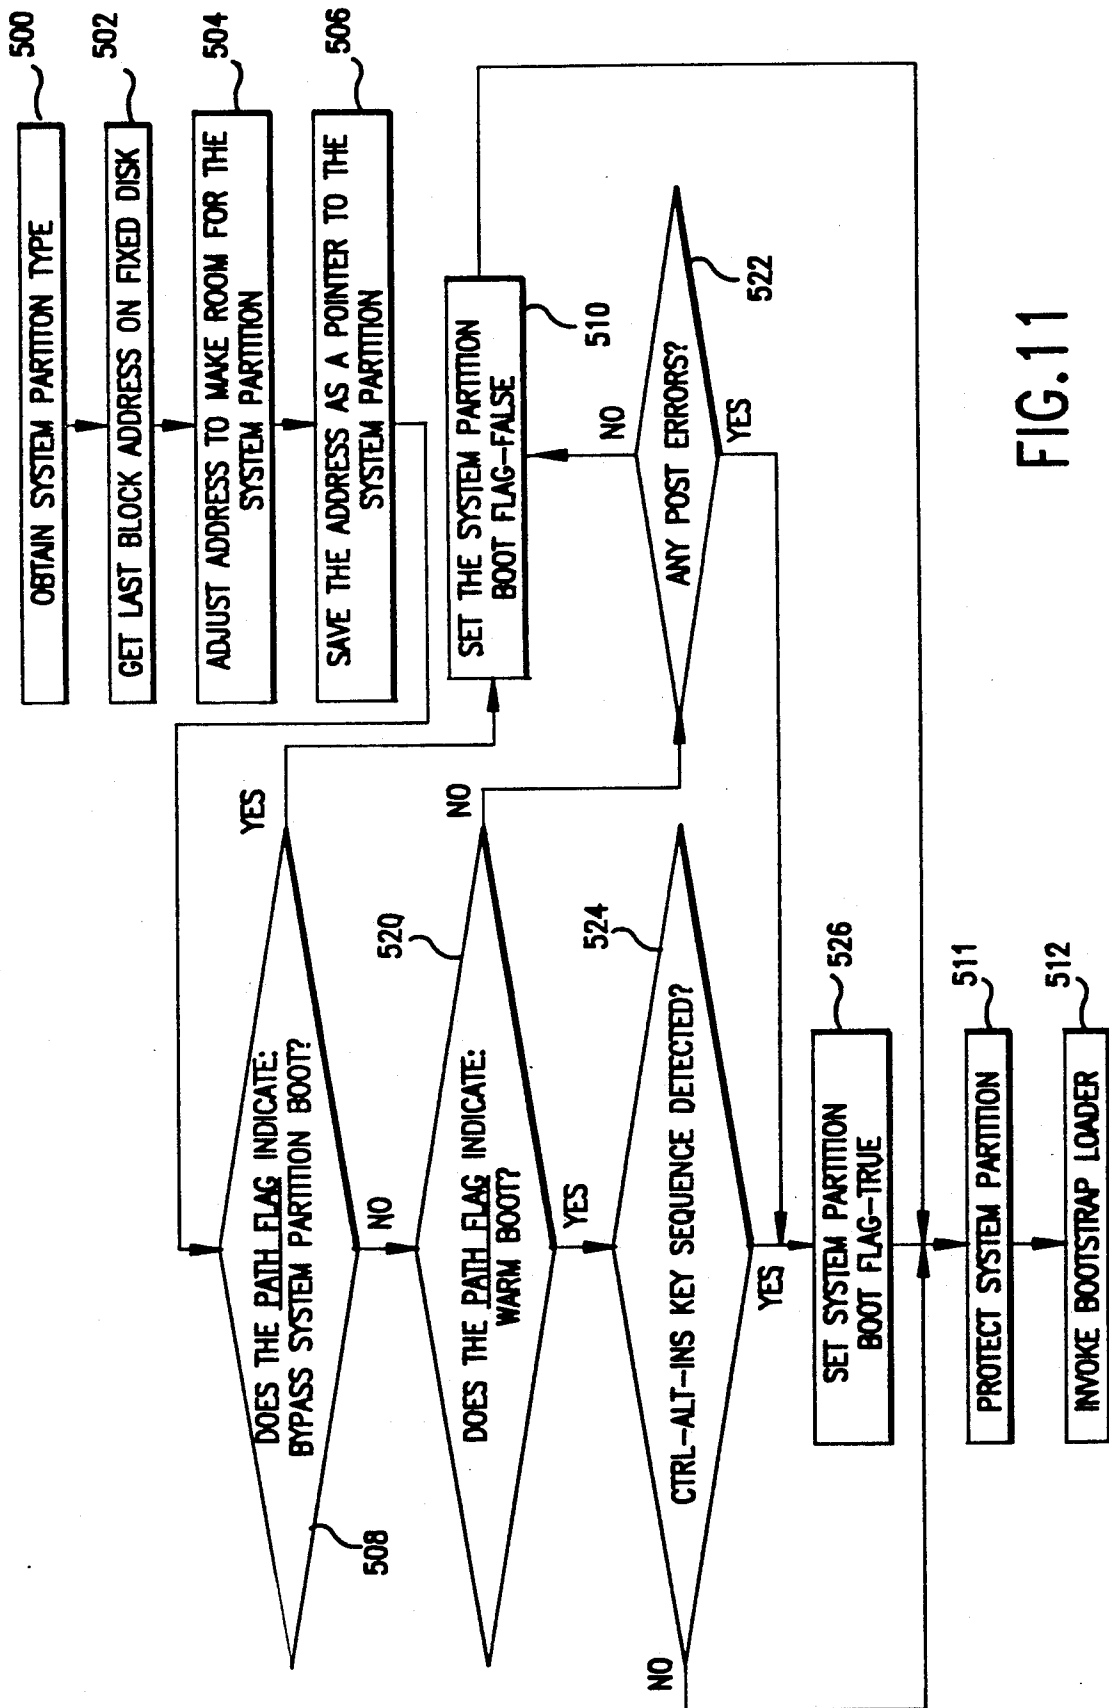 OBTAIN SYSTEM PARTITON TYPE
500
GET LAST BLOCK ADDRESS ON FIXED DISK
502
ADJUST ADDRESS TO MAKE ROOM FOR THE
SYSTEM PARTITION
504
SAVE THE ADDRESS AS A POINTER TO THE
SYSTEM PARTITION
506
DOES THE PATH FLAG INDICATE:
BYPASS SYSTEM PARTITION BOOT?
508
YES
NO
SET THE SYSTEM PARTITION
BOOT FLAG-FALSE
510
DOES THE PATH FLAG INDICATE:
WARM BOOT?
520
NO
YES
ANY POST ERRORS?
522
NO
YES
CTRL-ALT-INS KEY SEQUENCE DETECTED?
524
NO
YES
SET SYSTEM PARTITION
BOOT FLAG-TRUE
526
PROTECT SYSTEM PARTITION
511
INVOKE BOOTSTRAP LOADER
512
FIG.11